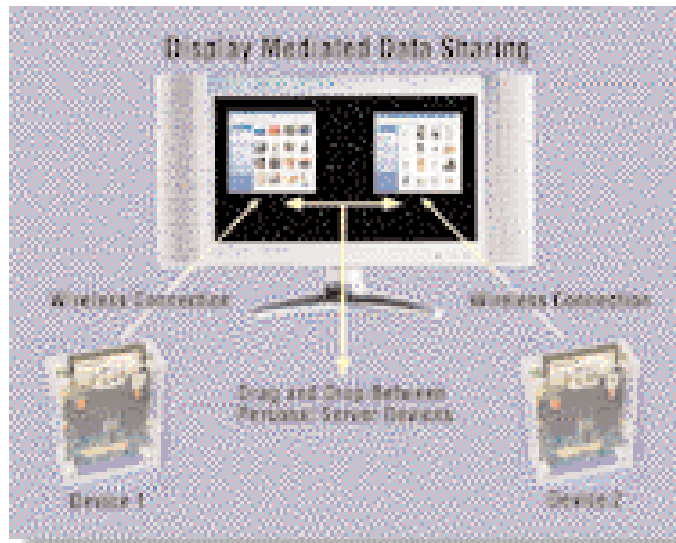 Display Mediated Data Sharing
Wireless Connection
Wireless Connection
Drag and Drop Between
Personal Server Devices
Device 1
Device 2